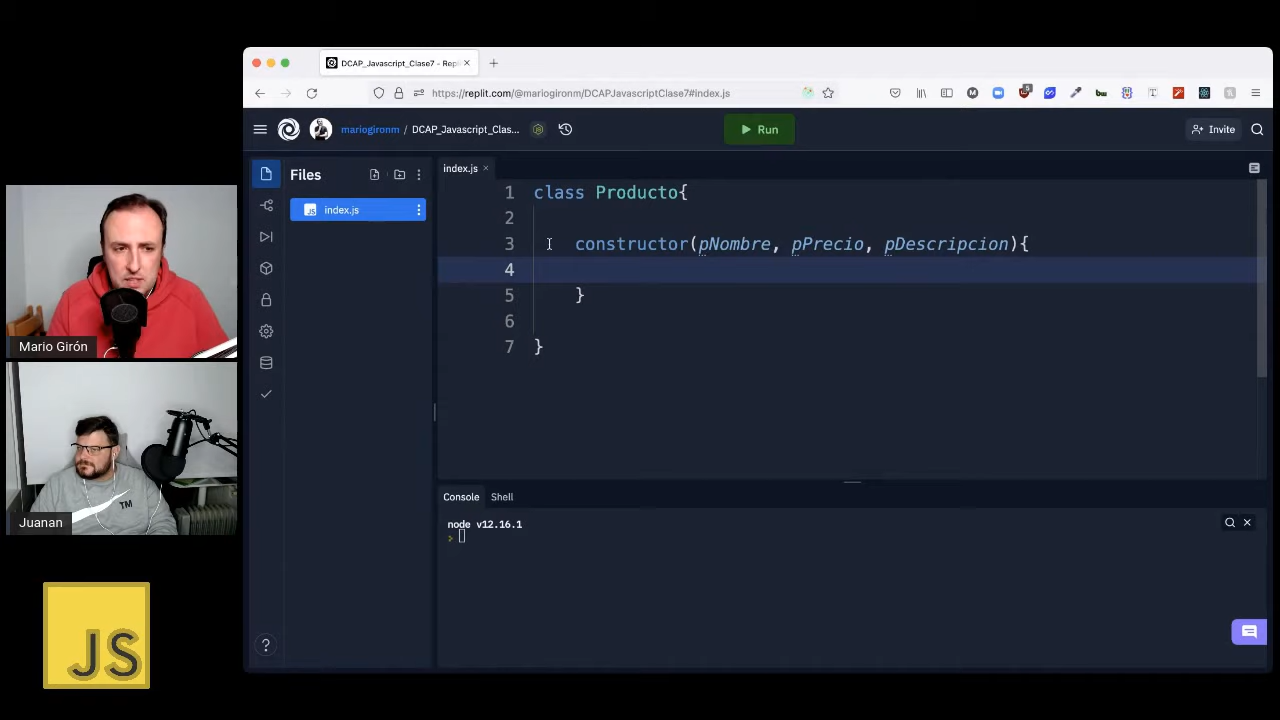 DCAP_Javascript_Clase7 - Repl
https://replit.com/@mariogironm/DCAPJavascriptClase7#index.js
5
mariogironm / DCAP_Javascript_Clas...
Run
Invite
Files
index.js
index.js
1 class Producto{
2
3 constructor(pNombre, pPrecio, pDescripcion){
4
5 }
6
7 }
Console
Shell
node v12.16.1
Mario Girón
TM
Juanan
JS